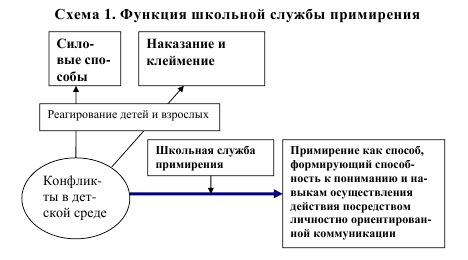 Схема 1. Функция школьной службы примирения
Сило-
вые спо-
собы
Наказание и
клеймение
Реагирование детей и взрослых
Школьная служба
примирения
Примирение как способ,
формирующий способ-
ность к пониманию и на-
выкам осуществления
действия посредством
личностно ориентирован-
ной коммуникации
Конфлик-
ты в дет-
ской среде